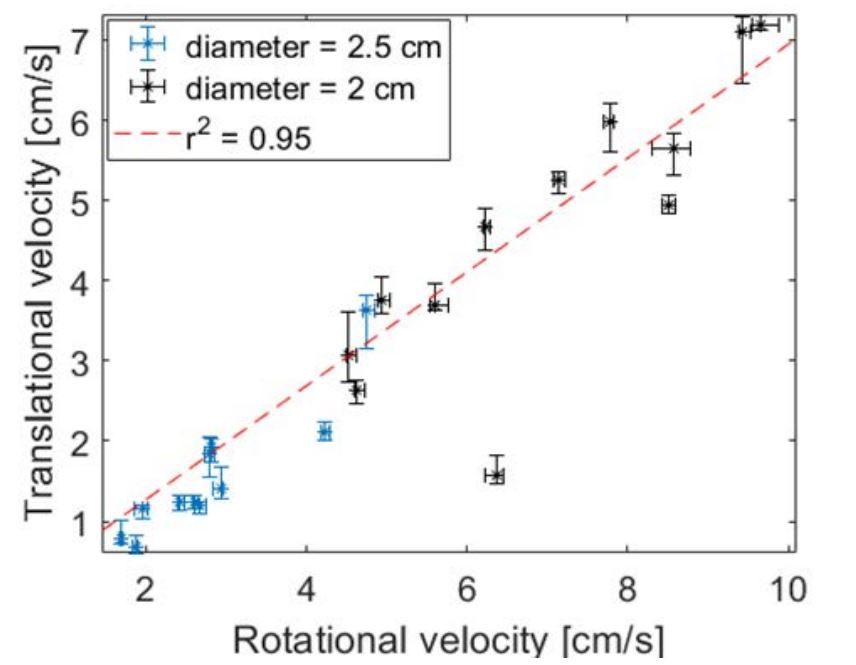 diameter = 2.5 cm
diameter = 2 cm
r² = 0.95
Translational velocity [cm/s]
7
6
5
4
3
2
1
2 4 6 8 10
Rotational velocity [cm/s]